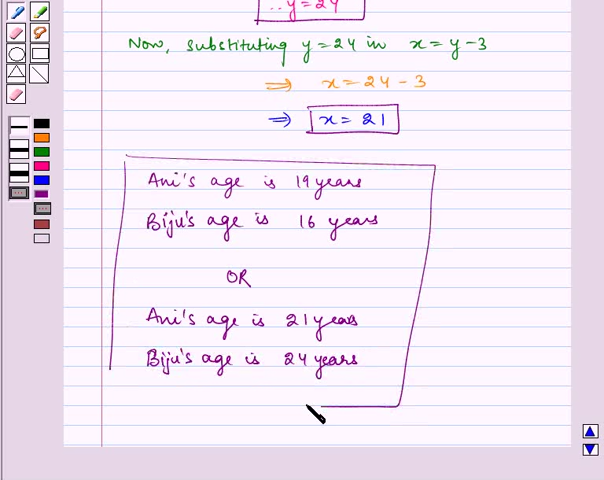 ∴ y = 24
Now, substituting y = 24 in x = y - 3
⇒ x = 24 - 3
⇒ x = 21
Ani's age is 19 years
Biju's age is 16 years
OR
Ani's age is 21 years
Biju's age is 24 years